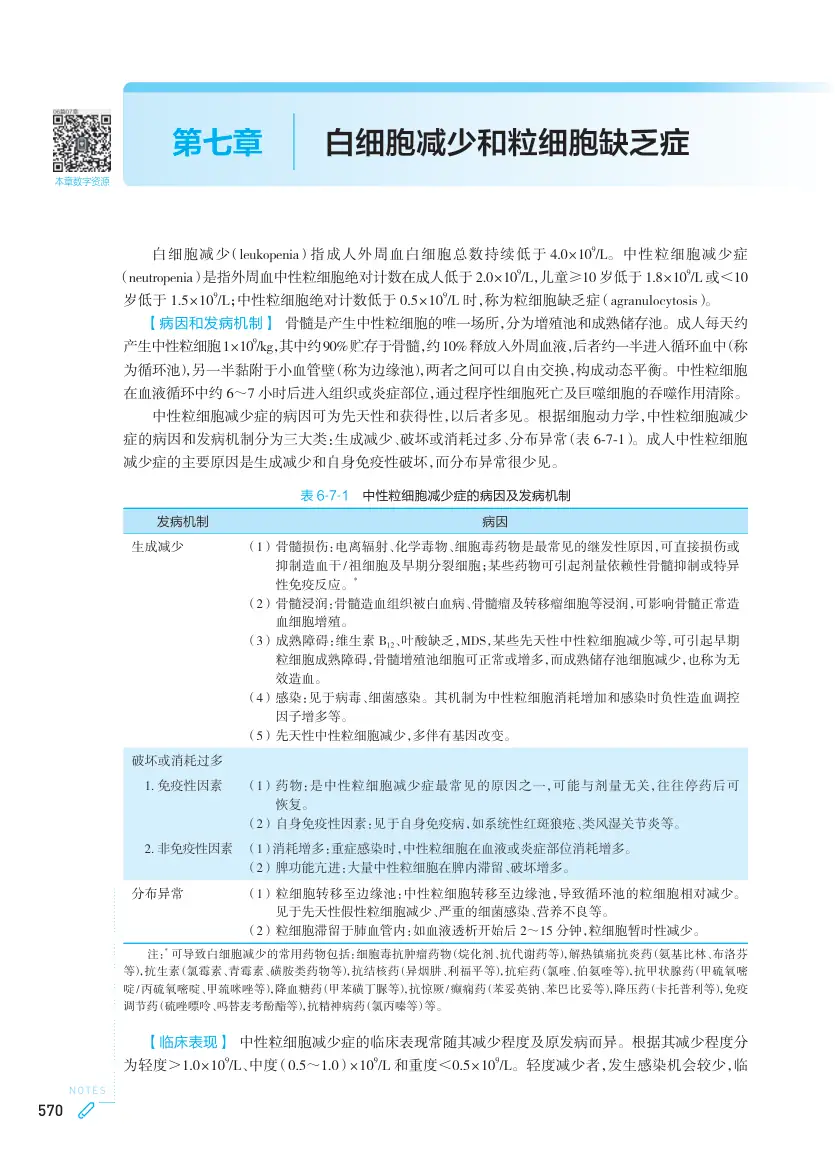 06篇07章
本章数字资源
第七章 白细胞减少和粒细胞缺乏症
白细胞减少(leukopenia)指成人外周血白细胞总数持续低于 4.0×10⁹/L。中性粒细胞减少症
(neutropenia)是指外周血中性粒细胞绝对计数在成人低于 2.0×10⁹/L,儿童≥10 岁低于 1.8×10⁹/L 或<10
岁低于 1.5×10⁹/L;中性粒细胞绝对计数低于 0.5×10⁹/L 时,称为粒细胞缺乏症(agranulocytosis)。
【病因和发病机制】 骨髓是产生中性粒细胞的唯一场所,分为增殖池和成熟储存池。成人每天约
产生中性粒细胞1×10⁹/kg,其中约90%贮存于骨髓,约10%释放入外周血液,后者约一半进入循环血中(称
为循环池),另一半黏附于小血管壁(称为边缘池),两者之间可以自由交换,构成动态平衡。中性粒细胞
在血液循环中约 6～7 小时后进入组织或炎症部位,通过程序性细胞死亡及巨噬细胞的吞噬作用清除。
中性粒细胞减少症的病因可为先天性和获得性,以后者多见。根据细胞动力学,中性粒细胞减少
症的病因和发病机制分为三大类:生成减少、破坏或消耗过多、分布异常(表 6-7-1)。成人中性粒细胞
减少症的主要原因是生成减少和自身免疫性破坏,而分布异常很少见。
表 6-7-1 中性粒细胞减少症的病因及发病机制
发病机制 病因
生成减少 (1)骨髓损伤:电离辐射、化学毒物、细胞毒药物是最常见的继发性原因,可直接损伤或
抑制造血干/祖细胞及早期分裂细胞;某些药物可引起剂量依赖性骨髓抑制或特异
性免疫反应。*
(2)骨髓浸润:骨髓造血组织被白血病、骨髓瘤及转移瘤细胞等浸润,可影响骨髓正常造
血细胞增殖。
(3)成熟障碍:维生素 B₁₂、叶酸缺乏,MDS,某些先天性中性粒细胞减少等,可引起早期
粒细胞成熟障碍,骨髓增殖池细胞可正常或增多,而成熟储存池细胞减少,也称为无
效造血。
(4)感染:见于病毒、细菌感染。其机制为中性粒细胞消耗增加和感染时负性造血调控
因子增多等。
(5)先天性中性粒细胞减少,多伴有基因改变。
破坏或消耗过多
1. 免疫性因素 (1)药物:是中性粒细胞减少症最常见的原因之一,可能与剂量无关,往往停药后可
恢复。
(2)自身免疫性因素:见于自身免疫病,如系统性红斑狼疮、类风湿关节炎等。
2. 非免疫性因素 (1)消耗增多:重症感染时,中性粒细胞在血液或炎症部位消耗增多。
(2)脾功能亢进:大量中性粒细胞在脾内滞留、破坏增多。
分布异常 (1)粒细胞转移至边缘池:中性粒细胞转移至边缘池,导致循环池的粒细胞相对减少。
见于先天性假性粒细胞减少、严重的细菌感染、营养不良等。
(2)粒细胞滞留于肺血管内:如血液透析开始后 2～15 分钟,粒细胞暂时性减少。
注:*可导致白细胞减少的常用药物包括:细胞毒抗肿瘤药物(烷化剂、抗代谢药等),解热镇痛抗炎药(氨基比林、布洛芬
等),抗生素(氯霉素、青霉素、磺胺类药物等),抗结核药(异烟肼、利福平等),抗疟药(氯喹、伯氨喹等),抗甲状腺药(甲硫氧嘧
啶/丙硫氧嘧啶、甲巯咪唑等),降血糖药(甲苯磺丁脲等),抗惊厥/癫痫药(苯妥英钠、苯巴比妥等),降压药(卡托普利等),免疫
调节药(硫唑嘌呤、吗替麦考酚酯等),抗精神病药(氯丙嗪等)等。
【临床表现】 中性粒细胞减少症的临床表现常随其减少程度及原发病而异。根据其减少程度分
为轻度>1.0×10⁹/L、中度(0.5～1.0)×10⁹/L 和重度<0.5×10⁹/L。轻度减少者,发生感染机会较少,临
NOTES
570